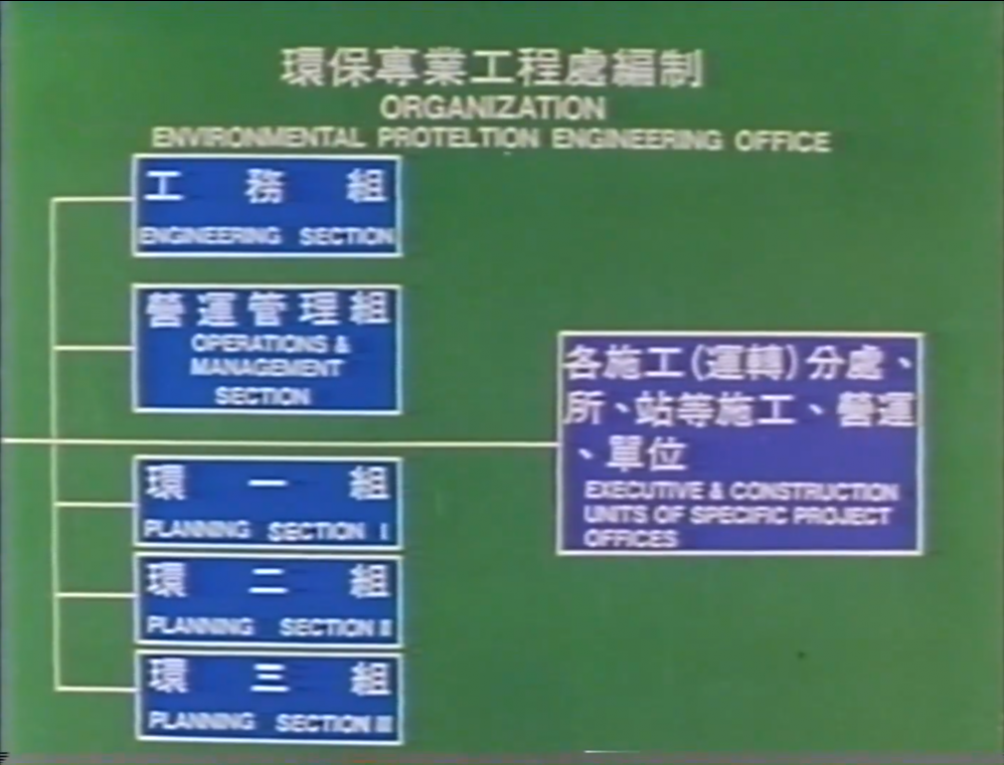 環保專業工程處編制
ORGANIZATION
ENVIRONMENTAL PROTELTION ENGINEERING OFFICE
工務組
ENGINEERING SECTION
營運管理組
OPERATIONS &
MANAGEMENT
SECTION
環一組
PLANNING SECTION I
環二組
PLANNING SECTION II
環三組
PLANNING SECTION III
各施工(運轉)分處、
所、站等施工、營運
、單位
EXECUTIVE & CONSTRUCTION
UNITS OF SPECIFIC PROJECT
OFFICES